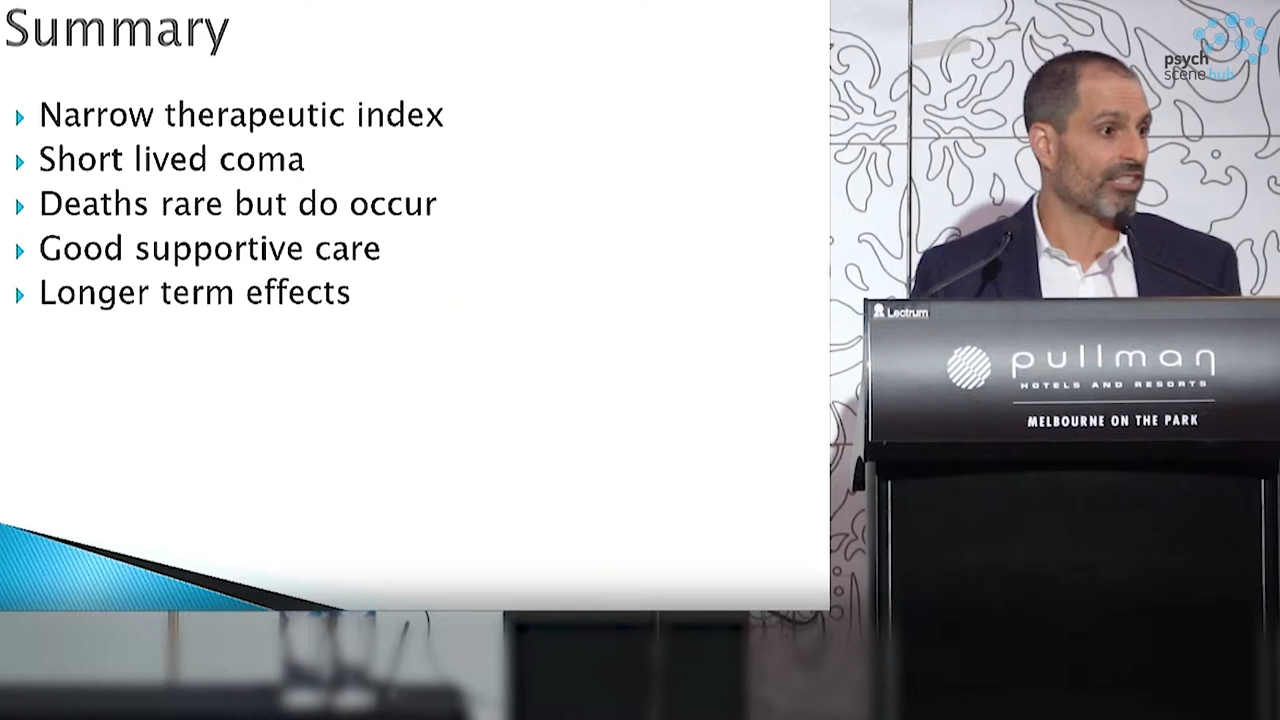 Summary
Narrow therapeutic index
Short lived coma
Deaths rare but do occur
Good supportive care
Longer term effects
psych
scene hub
Lectrum
pullman
HOTELS AND RESORTS
MELBOURNE ON THE PARK